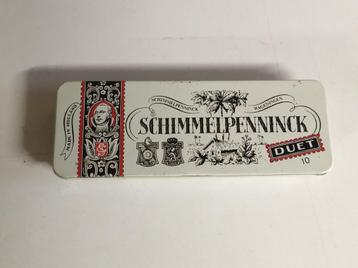 MADE IN HOLLAND
SCHIMMELPENNINCK WAGENINGEN
SCHIMMELPENNINCK
DUET
10